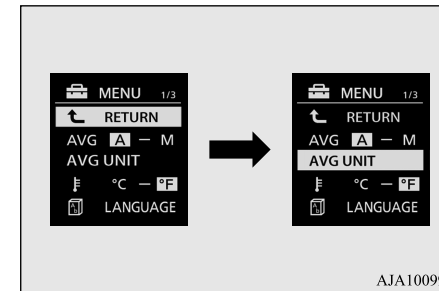 MENU 1/3
RETURN
AVG A – M
AVG UNIT
°C – °F
LANGUAGE
MENU 1/3
RETURN
AVG A – M
AVG UNIT
°C – °F
LANGUAGE